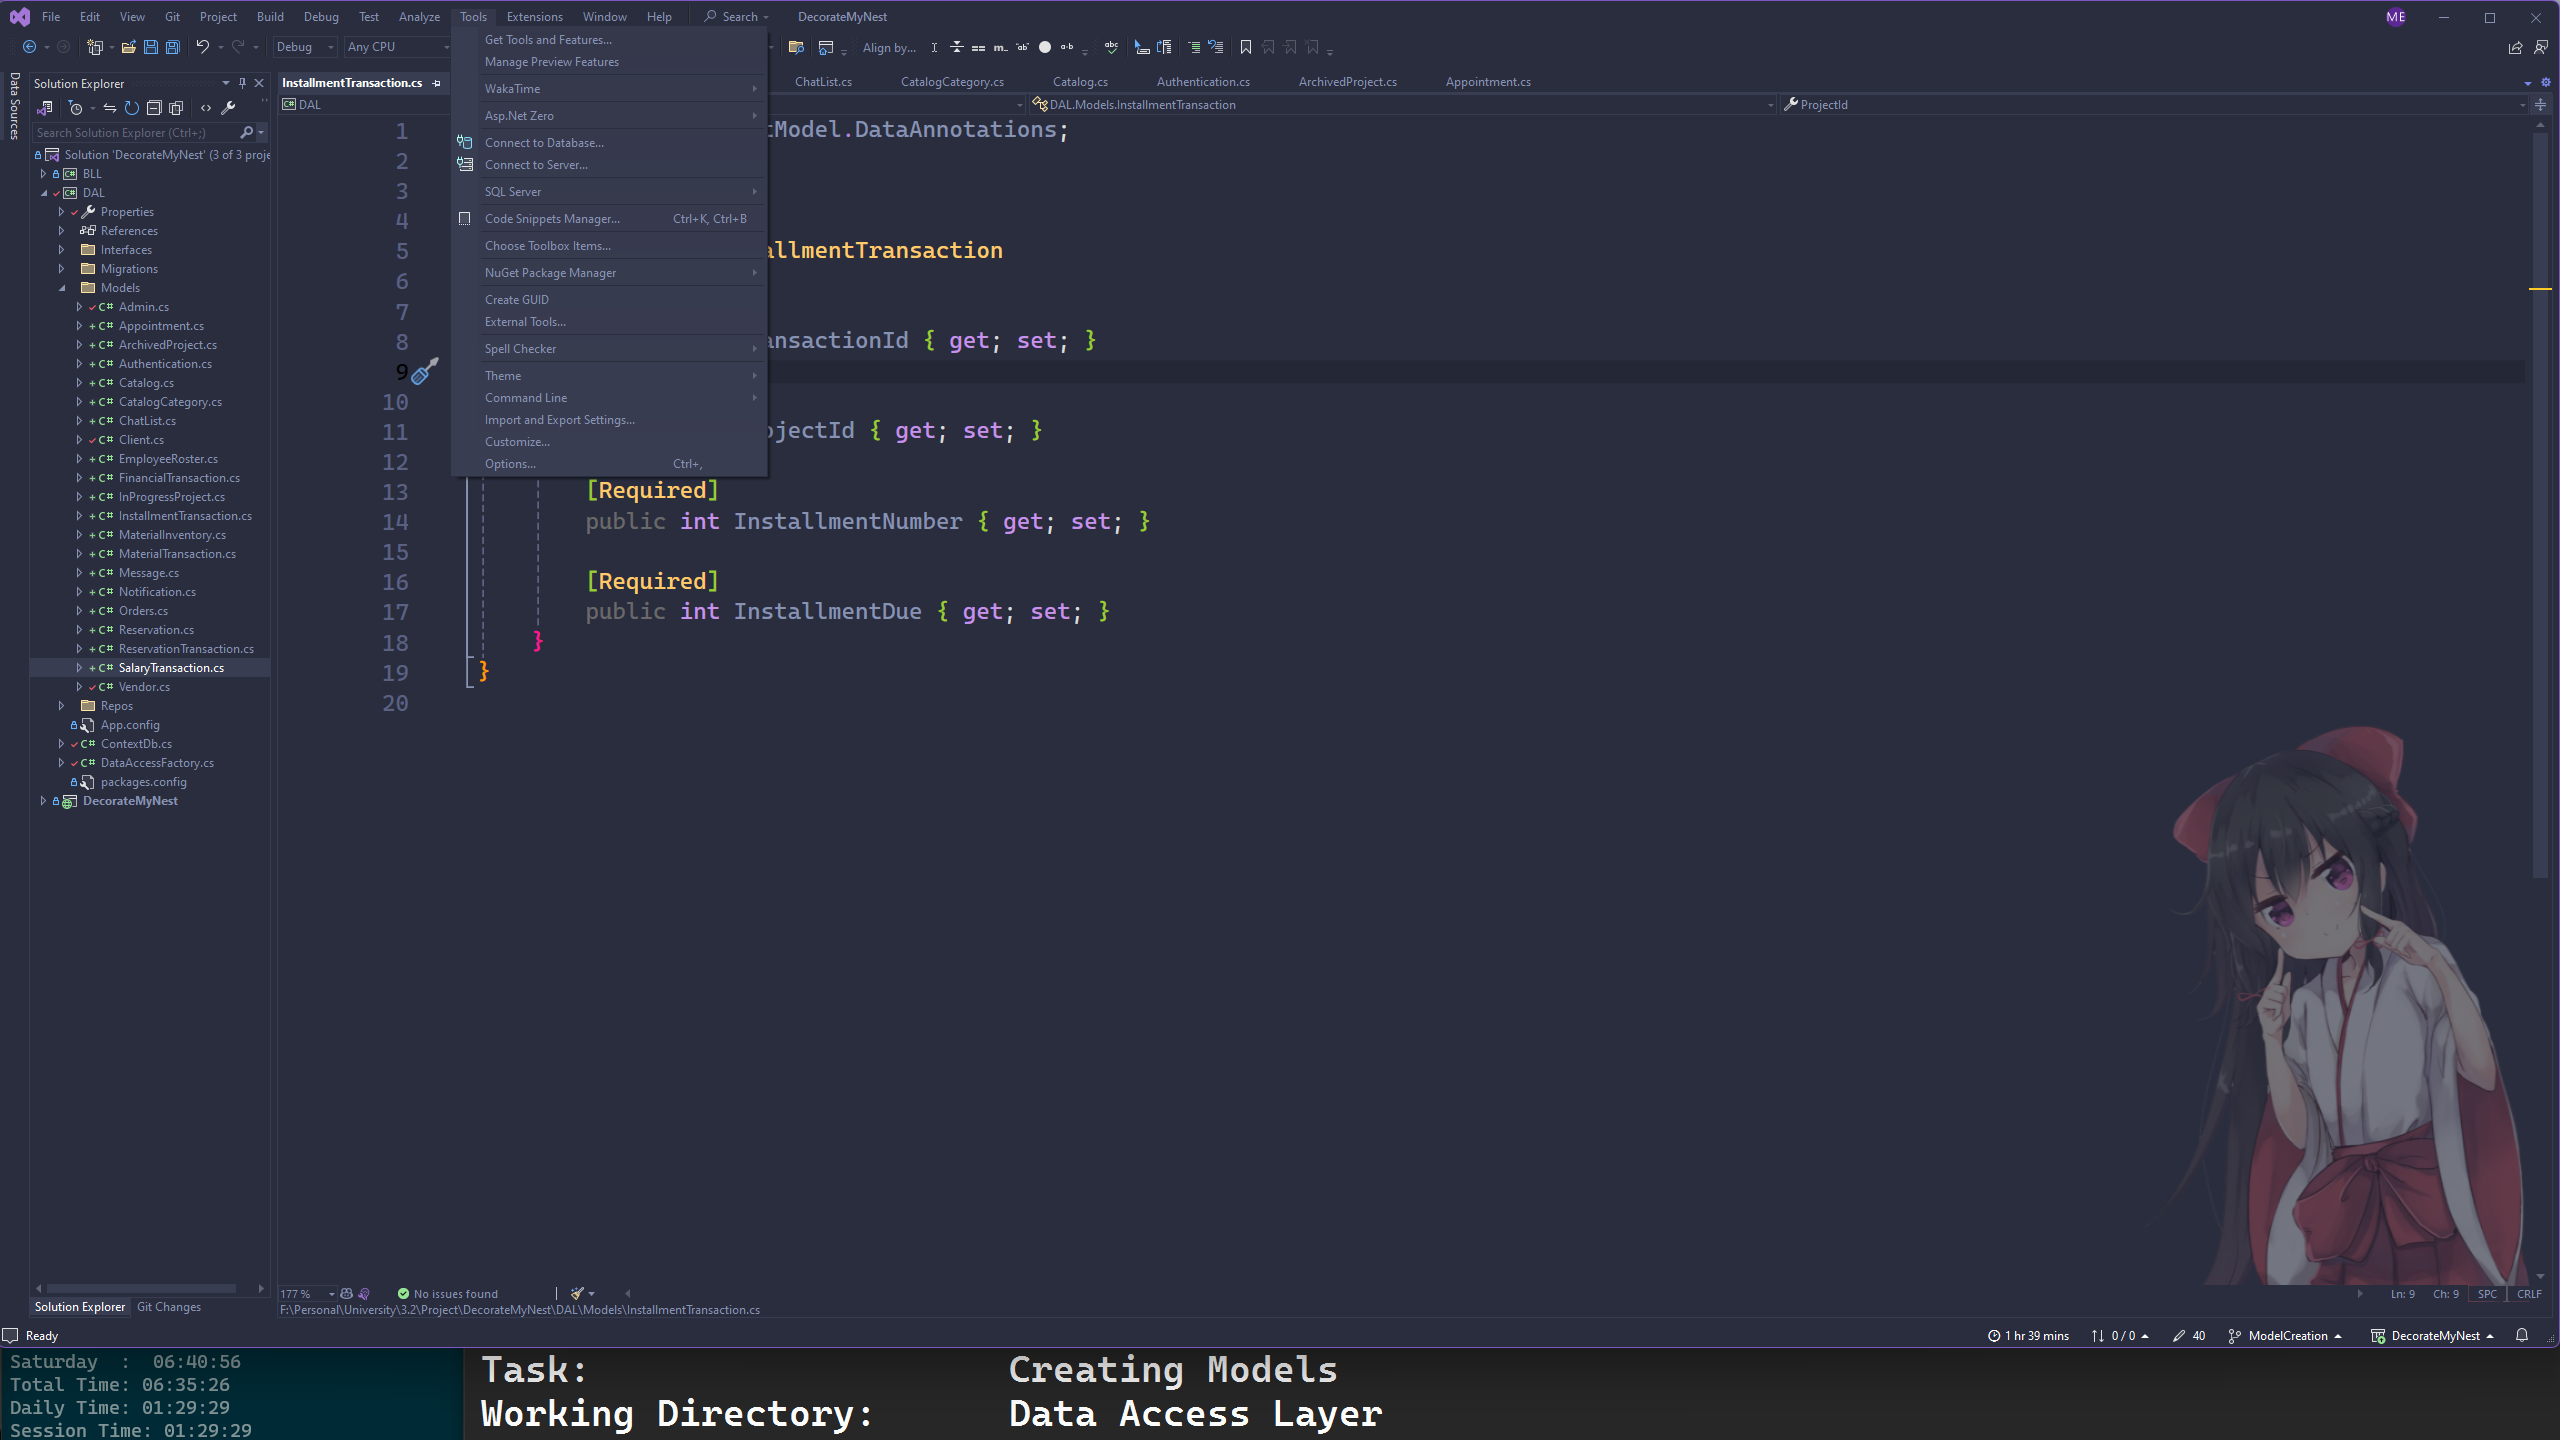 File Edit View Git Project Build Debug Test Analyze Tools Extensions Window Help Search DecorateMyNest ME
Debug Any CPU Align by...
Data Sources
Solution Explorer
Search Solution Explorer (Ctrl+;)
Solution 'DecorateMyNest' (3 of 3 proje
BLL
DAL
Properties
References
Interfaces
Migrations
Models
C# Admin.cs
C# Appointment.cs
C# ArchivedProject.cs
C# Authentication.cs
C# Catalog.cs
C# CatalogCategory.cs
C# ChatList.cs
C# Client.cs
C# EmployeeRoster.cs
C# FinancialTransaction.cs
C# InProgressProject.cs
C# InstallmentTransaction.cs
C# MaterialInventory.cs
C# MaterialTransaction.cs
C# Message.cs
C# Notification.cs
C# Orders.cs
C# Reservation.cs
C# ReservationTransaction.cs
C# SalaryTransaction.cs
C# Vendor.cs
Repos
App.config
C# ContextDb.cs
C# DataAccessFactory.cs
packages.config
DecorateMyNest
Solution Explorer Git Changes
InstallmentTransaction.cs ChatList.cs CatalogCategory.cs Catalog.cs Authentication.cs ArchivedProject.cs Appointment.cs
C# DAL DAL.Models.InstallmentTransaction ProjectId
Get Tools and Features...
Manage Preview Features
WakaTime
Asp.Net Zero
Connect to Database...
Connect to Server...
SQL Server
Code Snippets Manager... Ctrl+K, Ctrl+B
Choose Toolbox Items...
NuGet Package Manager
Create GUID
External Tools...
Spell Checker
Theme
Command Line
Import and Export Settings...
Customize...
Options... Ctrl+,
1 tModel.DataAnnotations;
2
3
4
5 allmentTransaction
6
7
8 ansactionId { get; set; }
9
10
11 ojectId { get; set; }
12
13 [Required]
14 public int InstallmentNumber { get; set; }
15
16 [Required]
17 public int InstallmentDue { get; set; }
18 }
19 }
20
177 % No issues found Ln: 9 Ch: 9 SPC CRLF
F:\Personal\University\3.2\Project\DecorateMyNest\DAL\Models\InstallmentTransaction.cs
Ready 1 hr 39 mins 0 / 0 40 ModelCreation DecorateMyNest
Saturday : 06:40:56
Total Time: 06:35:26
Daily Time: 01:29:29
Session Time: 01:29:29
Task: Creating Models
Working Directory: Data Access Layer